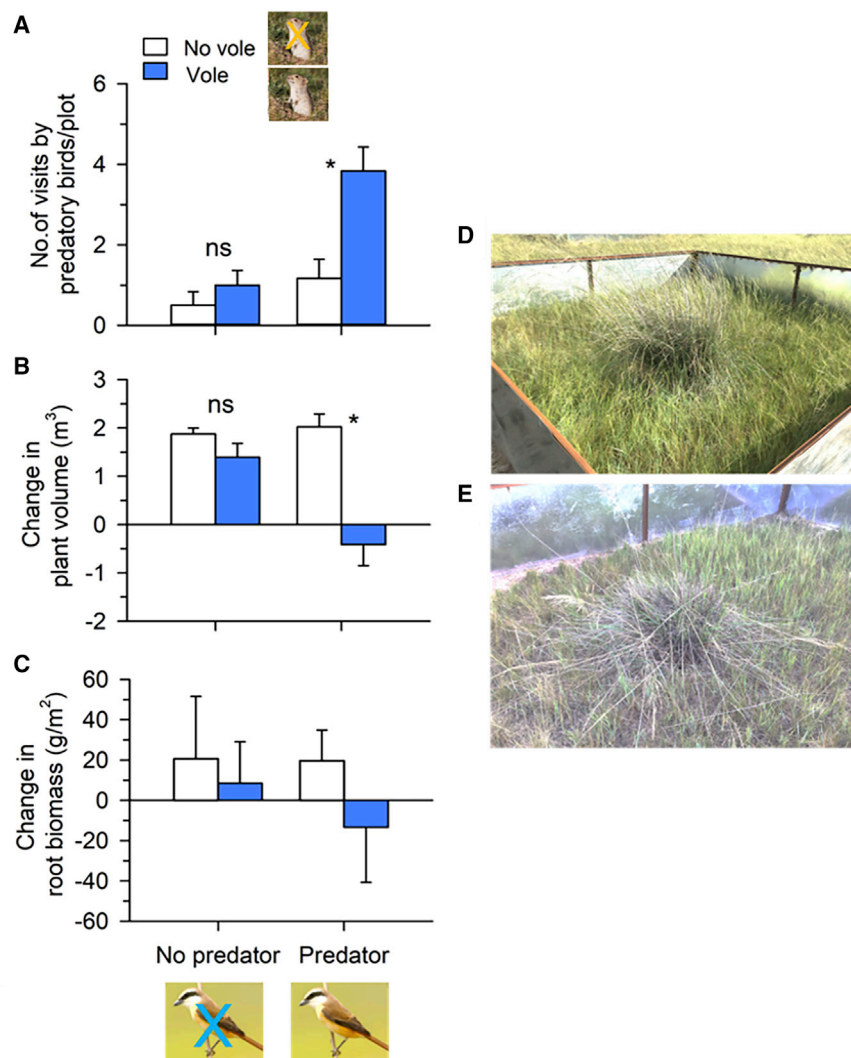 A
No vole
Vole
No.of visits by
predatory birds/plot
6
4
2
0
ns
*
B
Change in
plant volume (m³)
3
2
1
0
-1
-2
ns
*
C
Change in
root biomass (g/m²)
60
40
20
0
-20
-40
-60
No predator
Predator
X
X
D
E